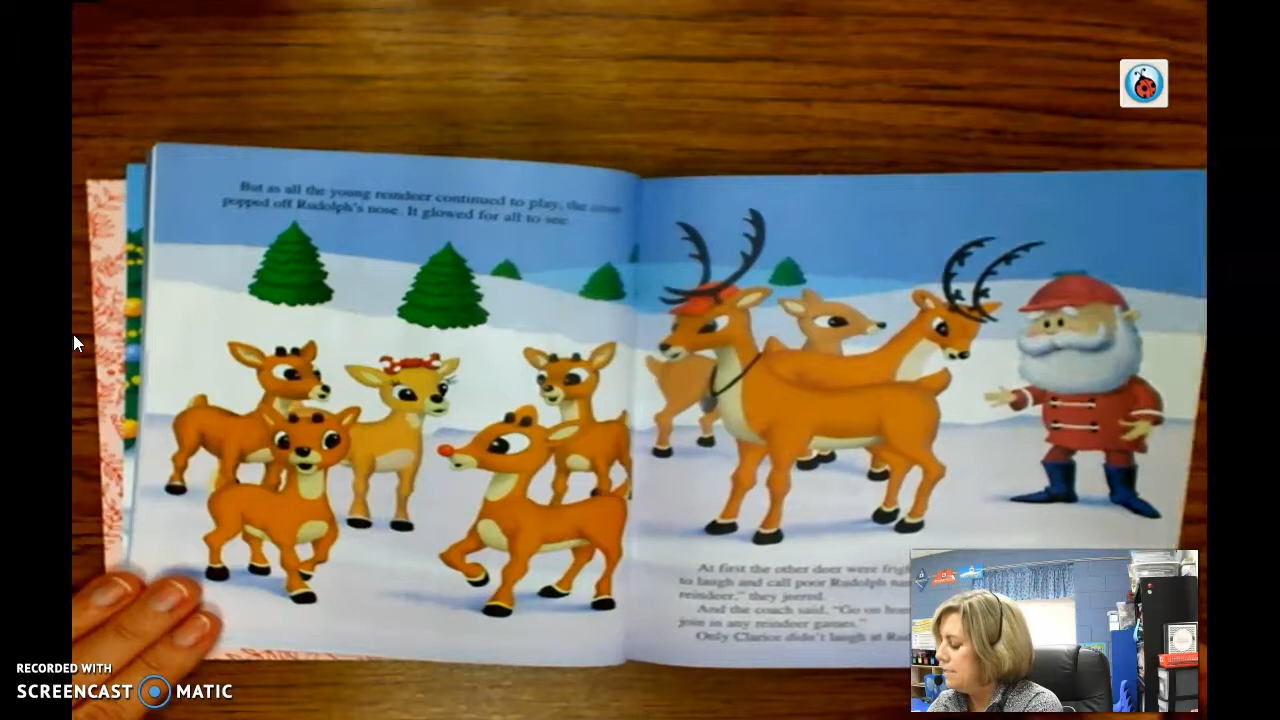 But as all the young reindeer continued to play, the
popped off Rudolph's nose. It glowed for all to see.
At first the other deer were
to laugh and call poor Rudolph
reindeer," they jeered.
And the coach said, "Go on
join in any reindeer games."
Only Clarice didn't laugh at
RECORDED WITH
SCREENCAST MATIC